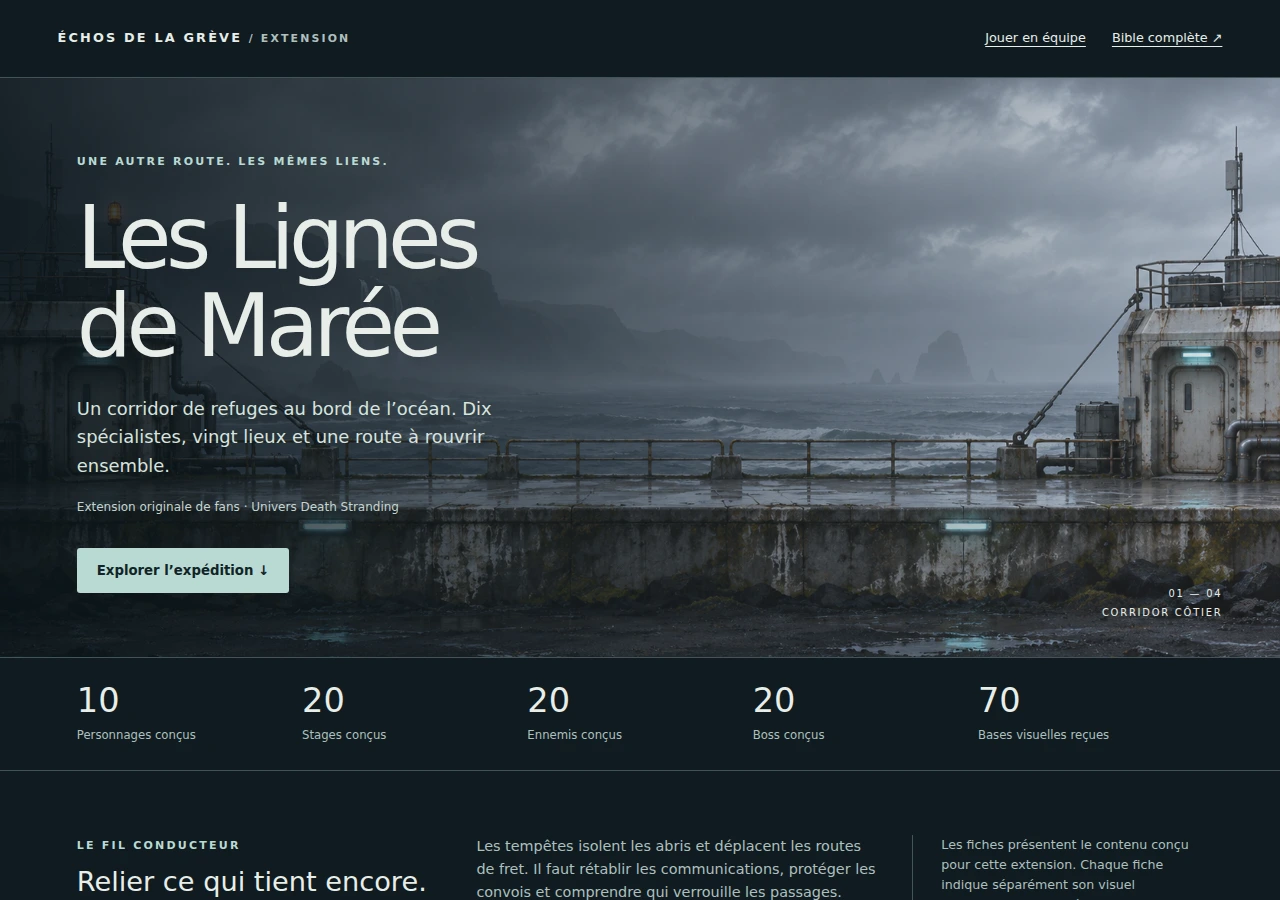 ÉCHOS DE LA GRÈVE / EXTENSION
Jouer en équipe
Bible complète ↗
UNE AUTRE ROUTE. LES MÊMES LIENS.
Les Lignes
de Marée
Un corridor de refuges au bord de l’océan. Dix
spécialistes, vingt lieux et une route à rouvrir
ensemble.
Extension originale de fans · Univers Death Stranding
Explorer l’expédition ↓
01 — 04
CORRIDOR CÔTIER
10
Personnages conçus
20
Stages conçus
20
Ennemis conçus
20
Boss conçus
70
Bases visuelles reçues
LE FIL CONDUCTEUR
Relier ce qui tient encore.
Les tempêtes isolent les abris et déplacent les routes
de fret. Il faut rétablir les communications, protéger les
convois et comprendre qui verrouille les passages.
Les fiches présentent le contenu conçu
pour cette extension. Chaque fiche
indique séparément son visuel